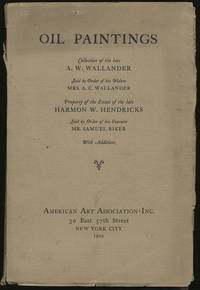 OIL PAINTINGS
Collection of the late
A. W. WALLANDER
Sold by Order of his Widow
MRS. A. C. WALLANDER
Property of the Estate of the late
HARMON W. HENDRICKS
Sold by Order of his Executor
MR. SAMUEL RIKER
With Additions
AMERICAN ART ASSOCIATION · INC.
30 East 57th Street
NEW YORK CITY
1929